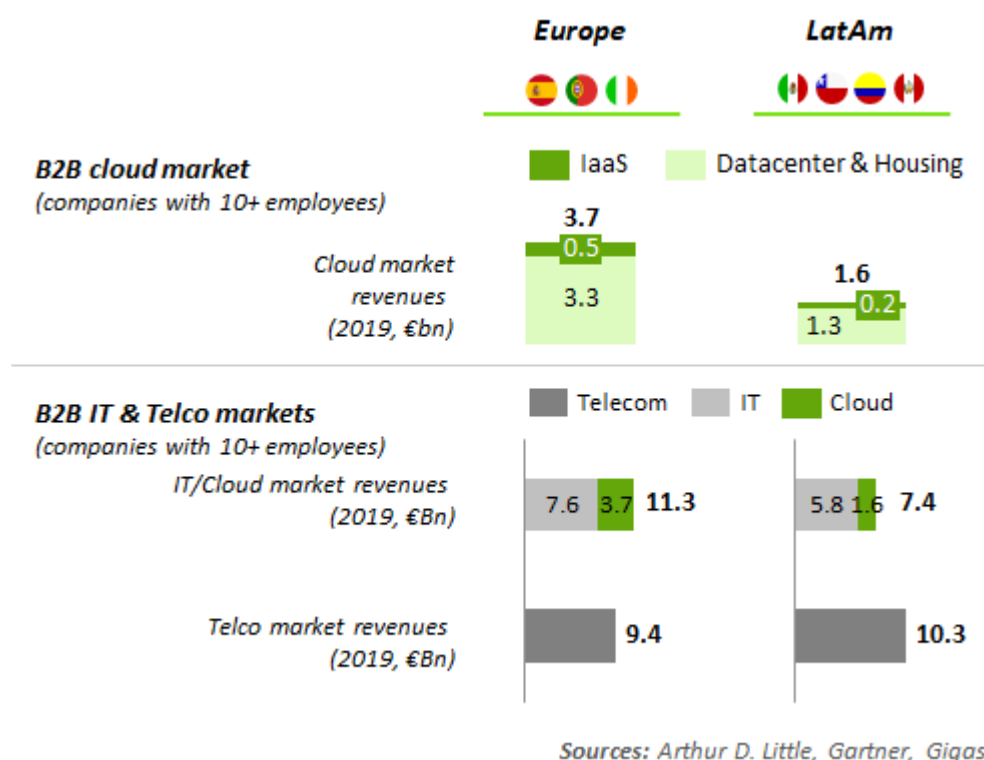 Europe
LatAm
B2B cloud market
(companies with 10+ employees)
IaaS
Datacenter & Housing
Cloud market
revenues
(2019, €bn)
3.7
0.5
3.3
1.6
0.2
1.3
B2B IT & Telco markets
(companies with 10+ employees)
Telecom
IT
Cloud
IT/Cloud market revenues
(2019, €Bn)
7.6 3.7 11.3
5.8 1.6 7.4
Telco market revenues
(2019, €Bn)
9.4
10.3
Sources: Arthur D. Little, Gartner, Gigas